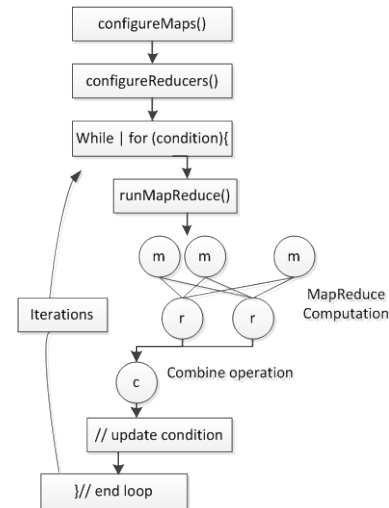 configureMaps()
configureReducers()
While | for (condition){
runMapReduce()
m m m
MapReduce
Computation
r r
Iterations
Combine operation
c
// update condition
}// end loop